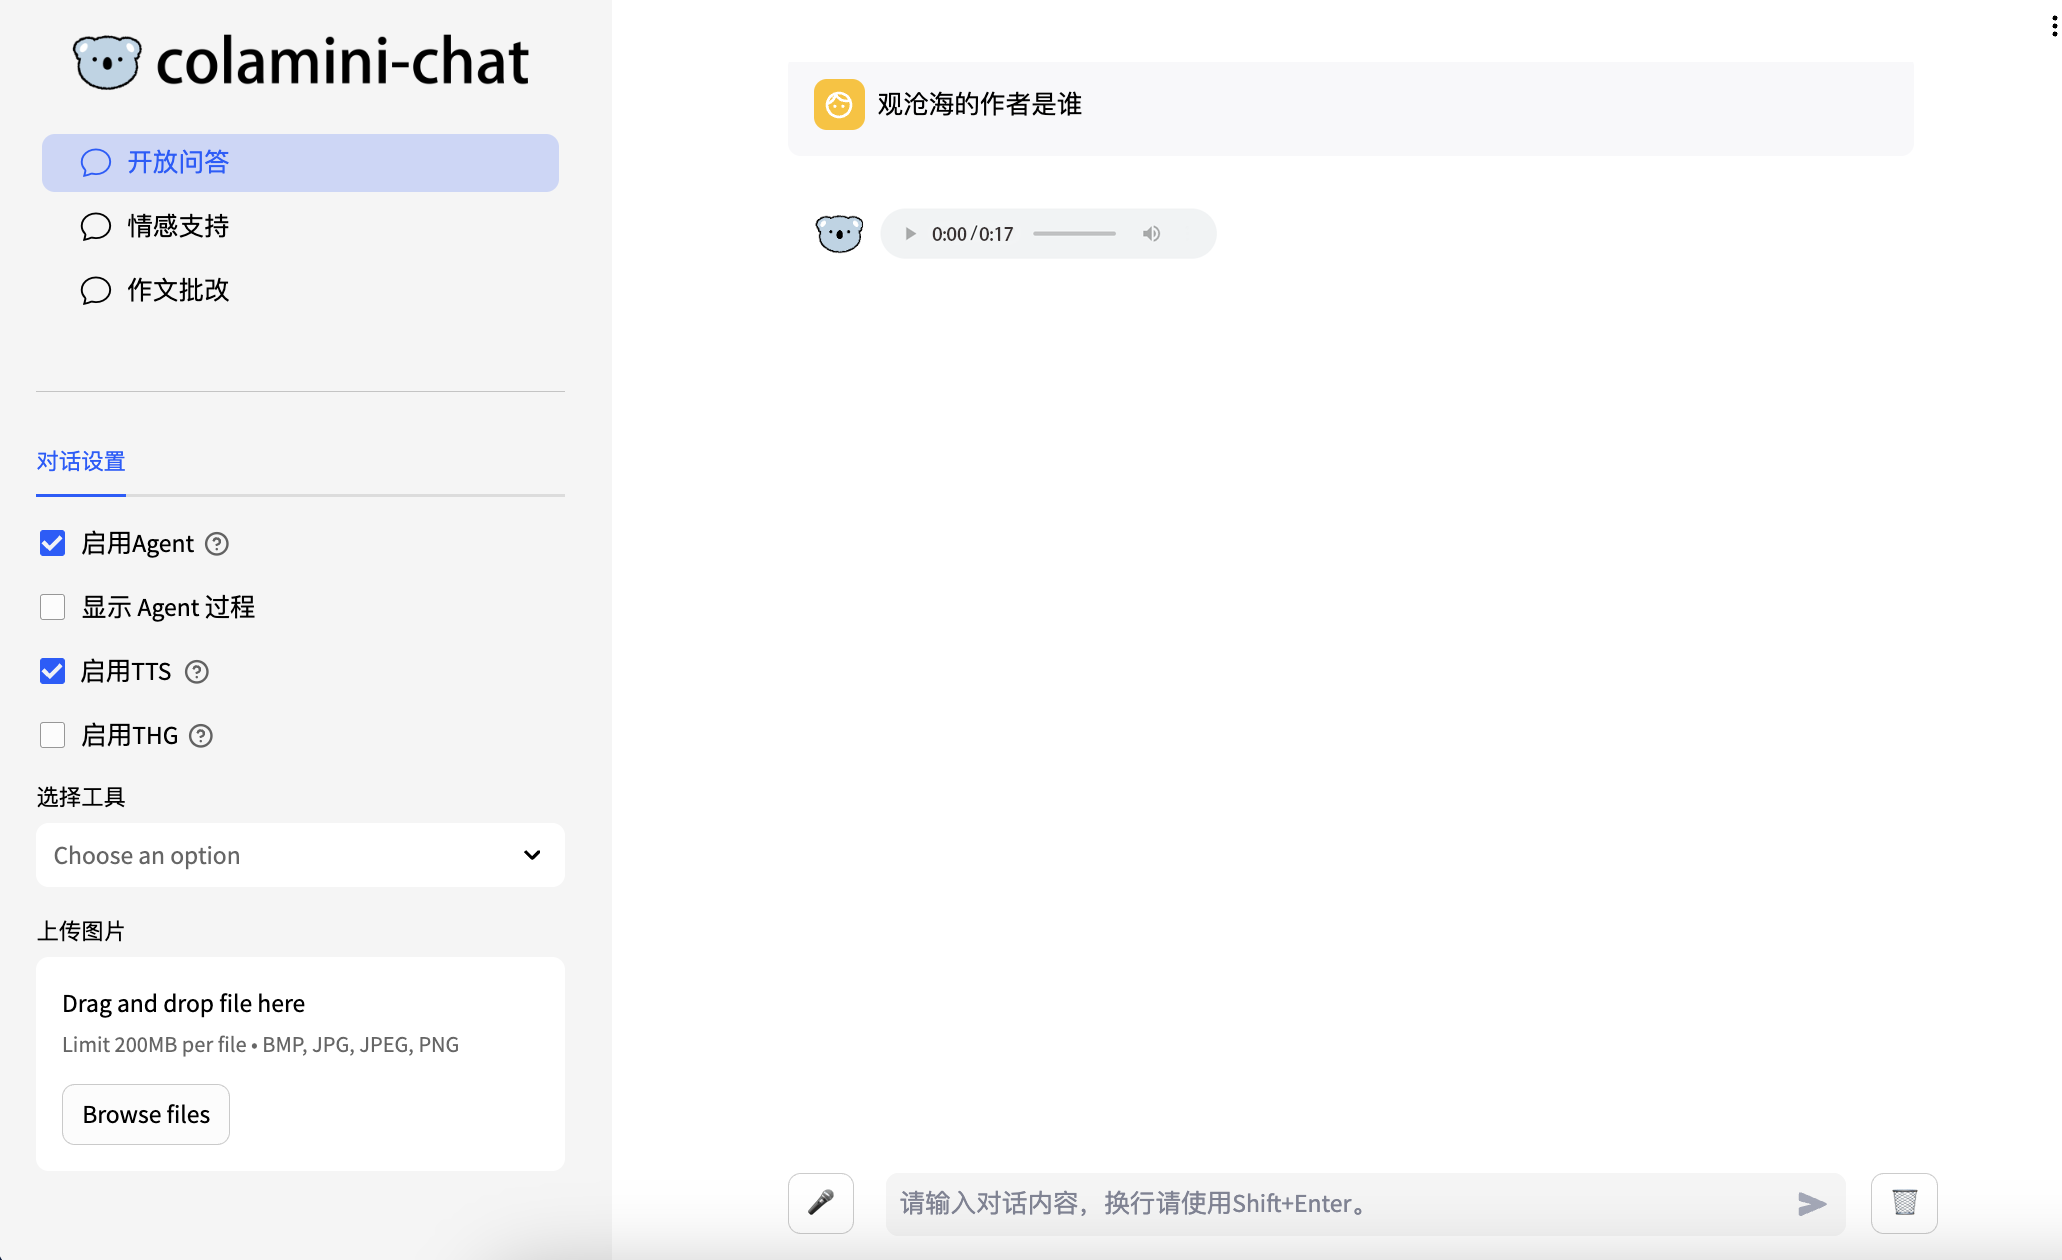 colamini-chat
开放问答
情感支持
作文批改
对话设置
启用Agent
显示 Agent 过程
启用TTS
启用THG
选择工具
Choose an option
上传图片
Drag and drop file here
Limit 200MB per file • BMP, JPG, JPEG, PNG
Browse files
观沧海的作者是谁
0:00 / 0:17
请输入对话内容，换行请使用Shift+Enter。